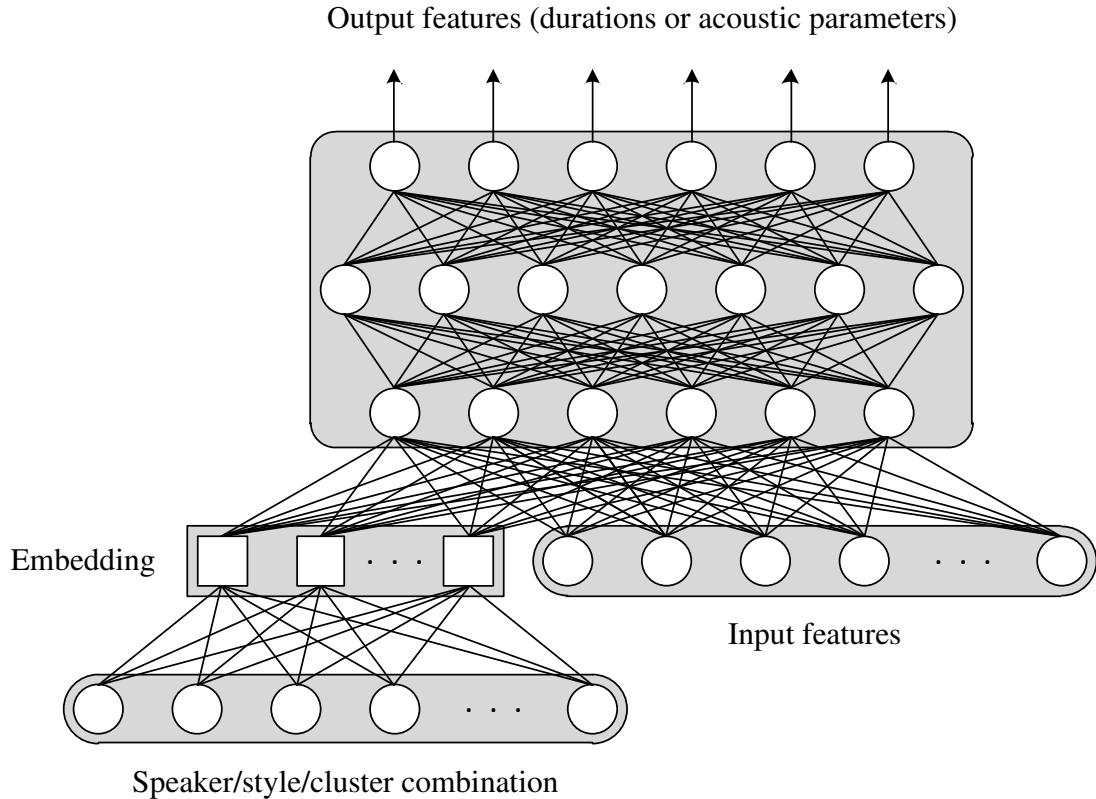 Output features (durations or acoustic parameters)
Embedding
Input features
Speaker/style/cluster combination